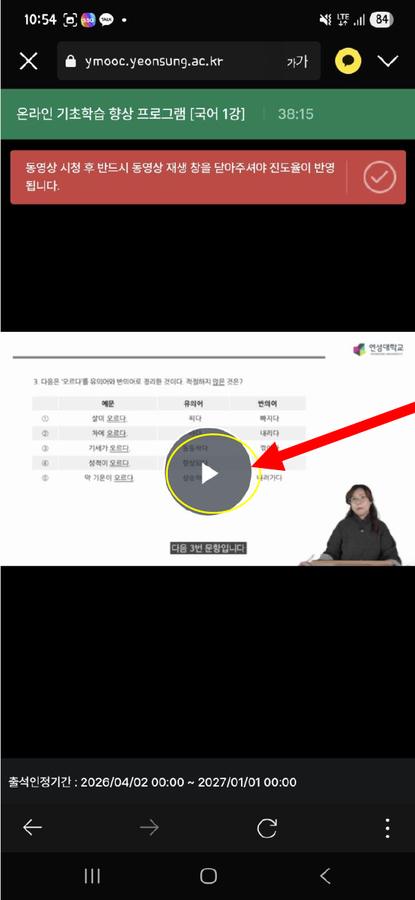 10:54
LTE
84
ymooc.yeonsung.ac.kr
가가
온라인 기초학습 향상 프로그램 [국어 1강]
38:15
동영상 시청 후 반드시 동영상 재생 창을 닫아주셔야 진도율이 반영
됩니다.
연성대학교
3. 다음은 '오르다'를 유의어와 반의어로 정리한 것이다. 적절하지 않은 것은?
예문 유의어 반의어
① 살이 오르다. 찌다 빠지다
② 차에 오르다. 내리다
③ 기세가 오르다.
④ 성적이 오르다.
⑤ 약 기운이 오르다
다음 3번 문항입니다
출석인정기간 : 2026/04/02 00:00 ~ 2027/01/01 00:00